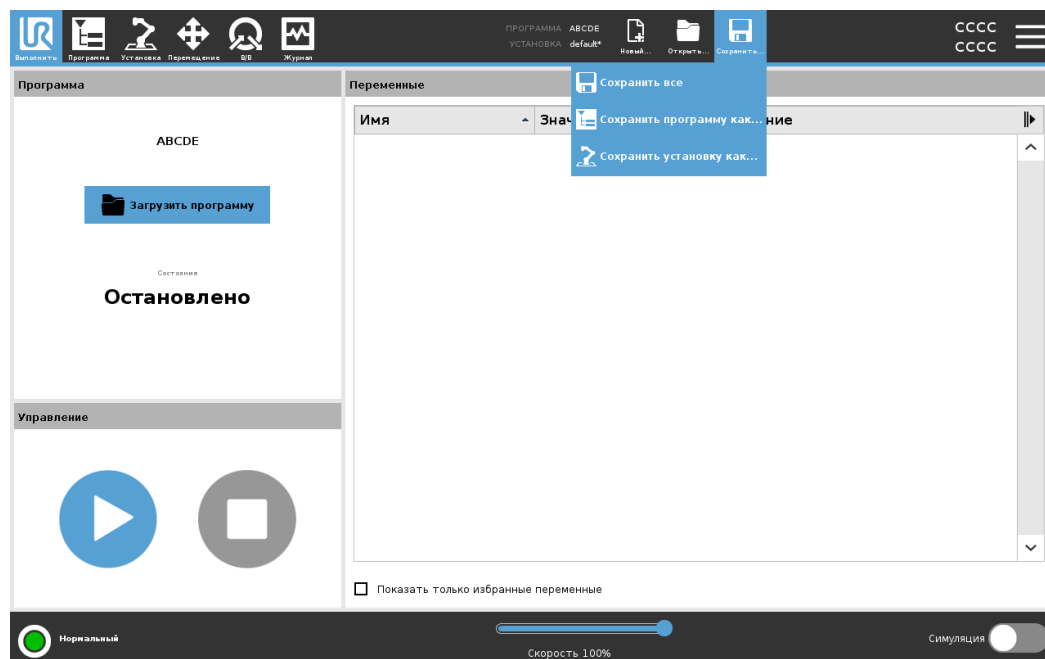 ПРОГРАММА ABCDE
УСТАНОВКА default*
CCCC
CCCC
Выполнить Программа Установка Перемещение В/В Журнал Новый... Открыть... Сохранить...
Сохранить все
Сохранить программу как...
Сохранить установку как...
Программа
ABCDE
Загрузить программу
Состояние
Остановлено
Переменные
Имя Знач ние
Показать только избранные переменные
Управление
Нормальный
Скорость 100%
Симуляция